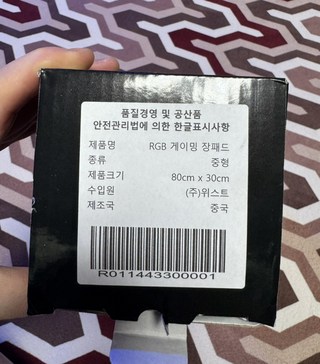 품질경영 및 공산품
안전관리법에 의한 한글표시사항
제품명 RGB 게이밍 장패드
종류 중형
제품크기 80cm x 30cm
수입원 (주)위스트
제조국 중국
R011443300001